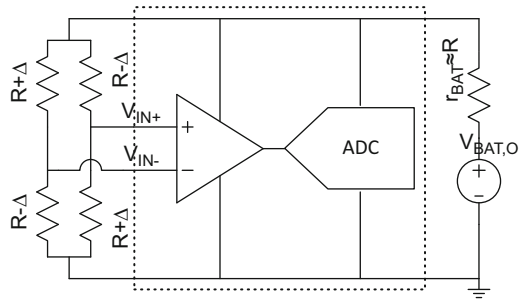 R+Δ
R-Δ
r_BAT≈R
V_IN+
+
ADC
V_BAT,O
V_IN-
−
+
-
R-Δ
R+Δ